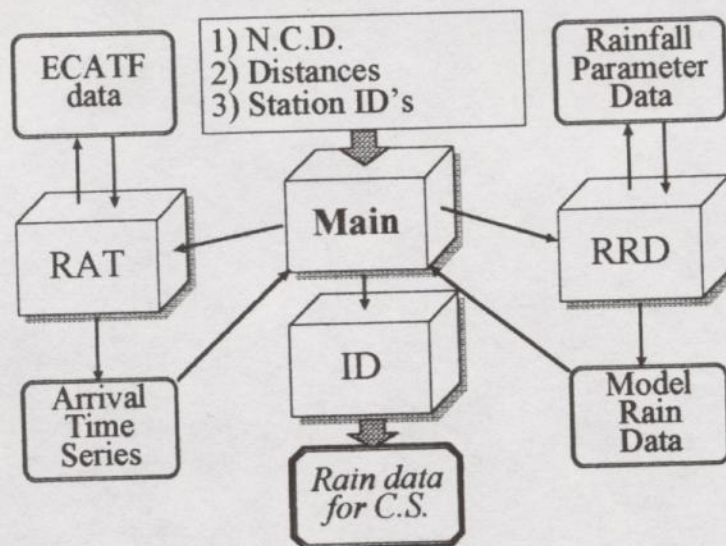 ECATF
data
1) N.C.D.
2) Distances
3) Station ID's
Rainfall
Parameter
Data
RAT
Main
RRD
ID
Arrival
Time
Series
Model
Rain
Data
Rain data
for C.S.